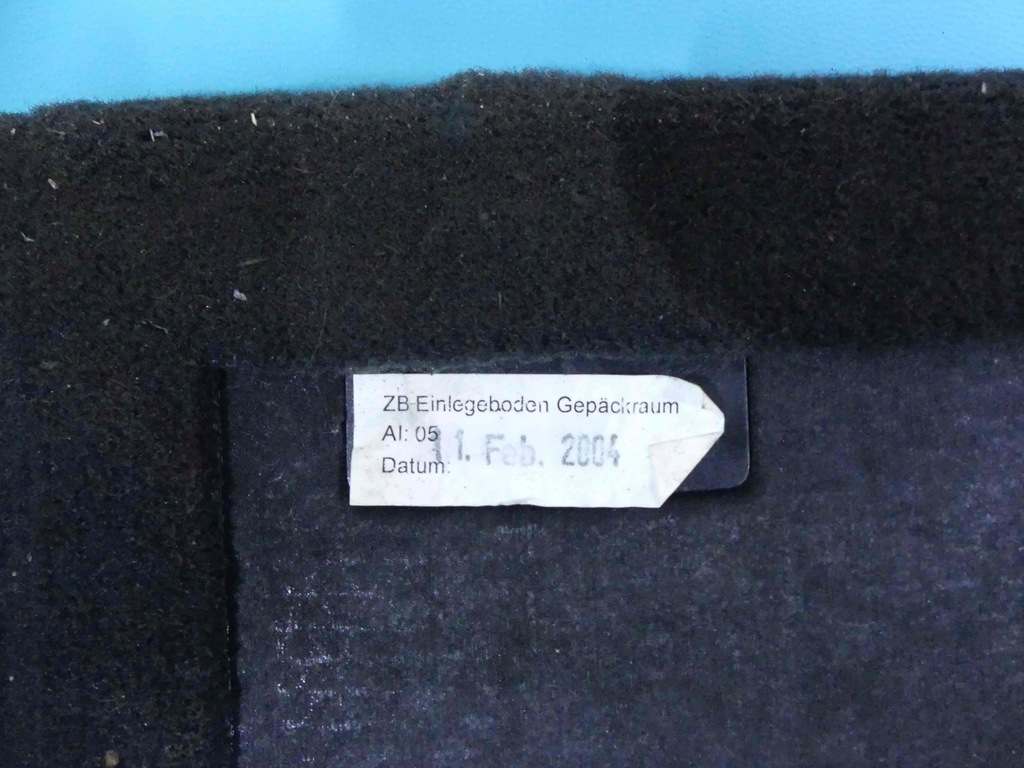 ZB Einlegeboden Gepäckraum
AI: 05
Datum: 11. Feb. 2004